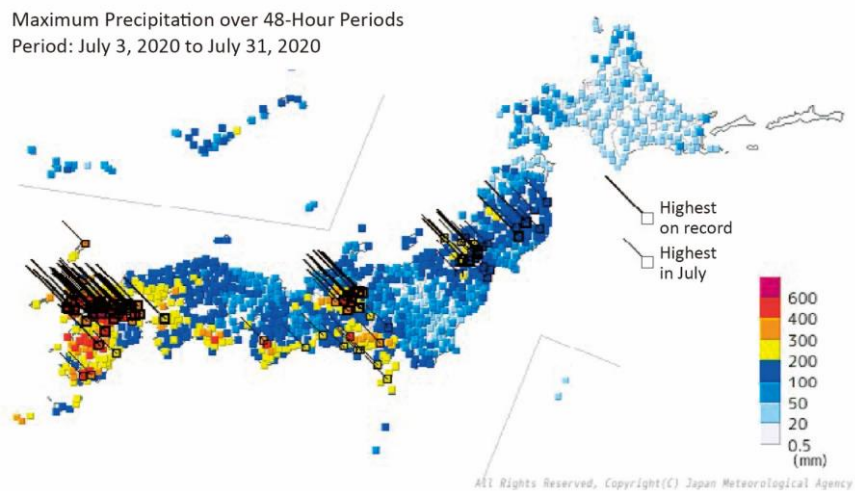 Maximum Precipitation over 48-Hour Periods
Period: July 3, 2020 to July 31, 2020
Highest
on record
Highest
in July
600
400
300
200
100
50
20
0.5
(mm)
All Rights Reserved, Copyright(C) Japan Meteorological Agency